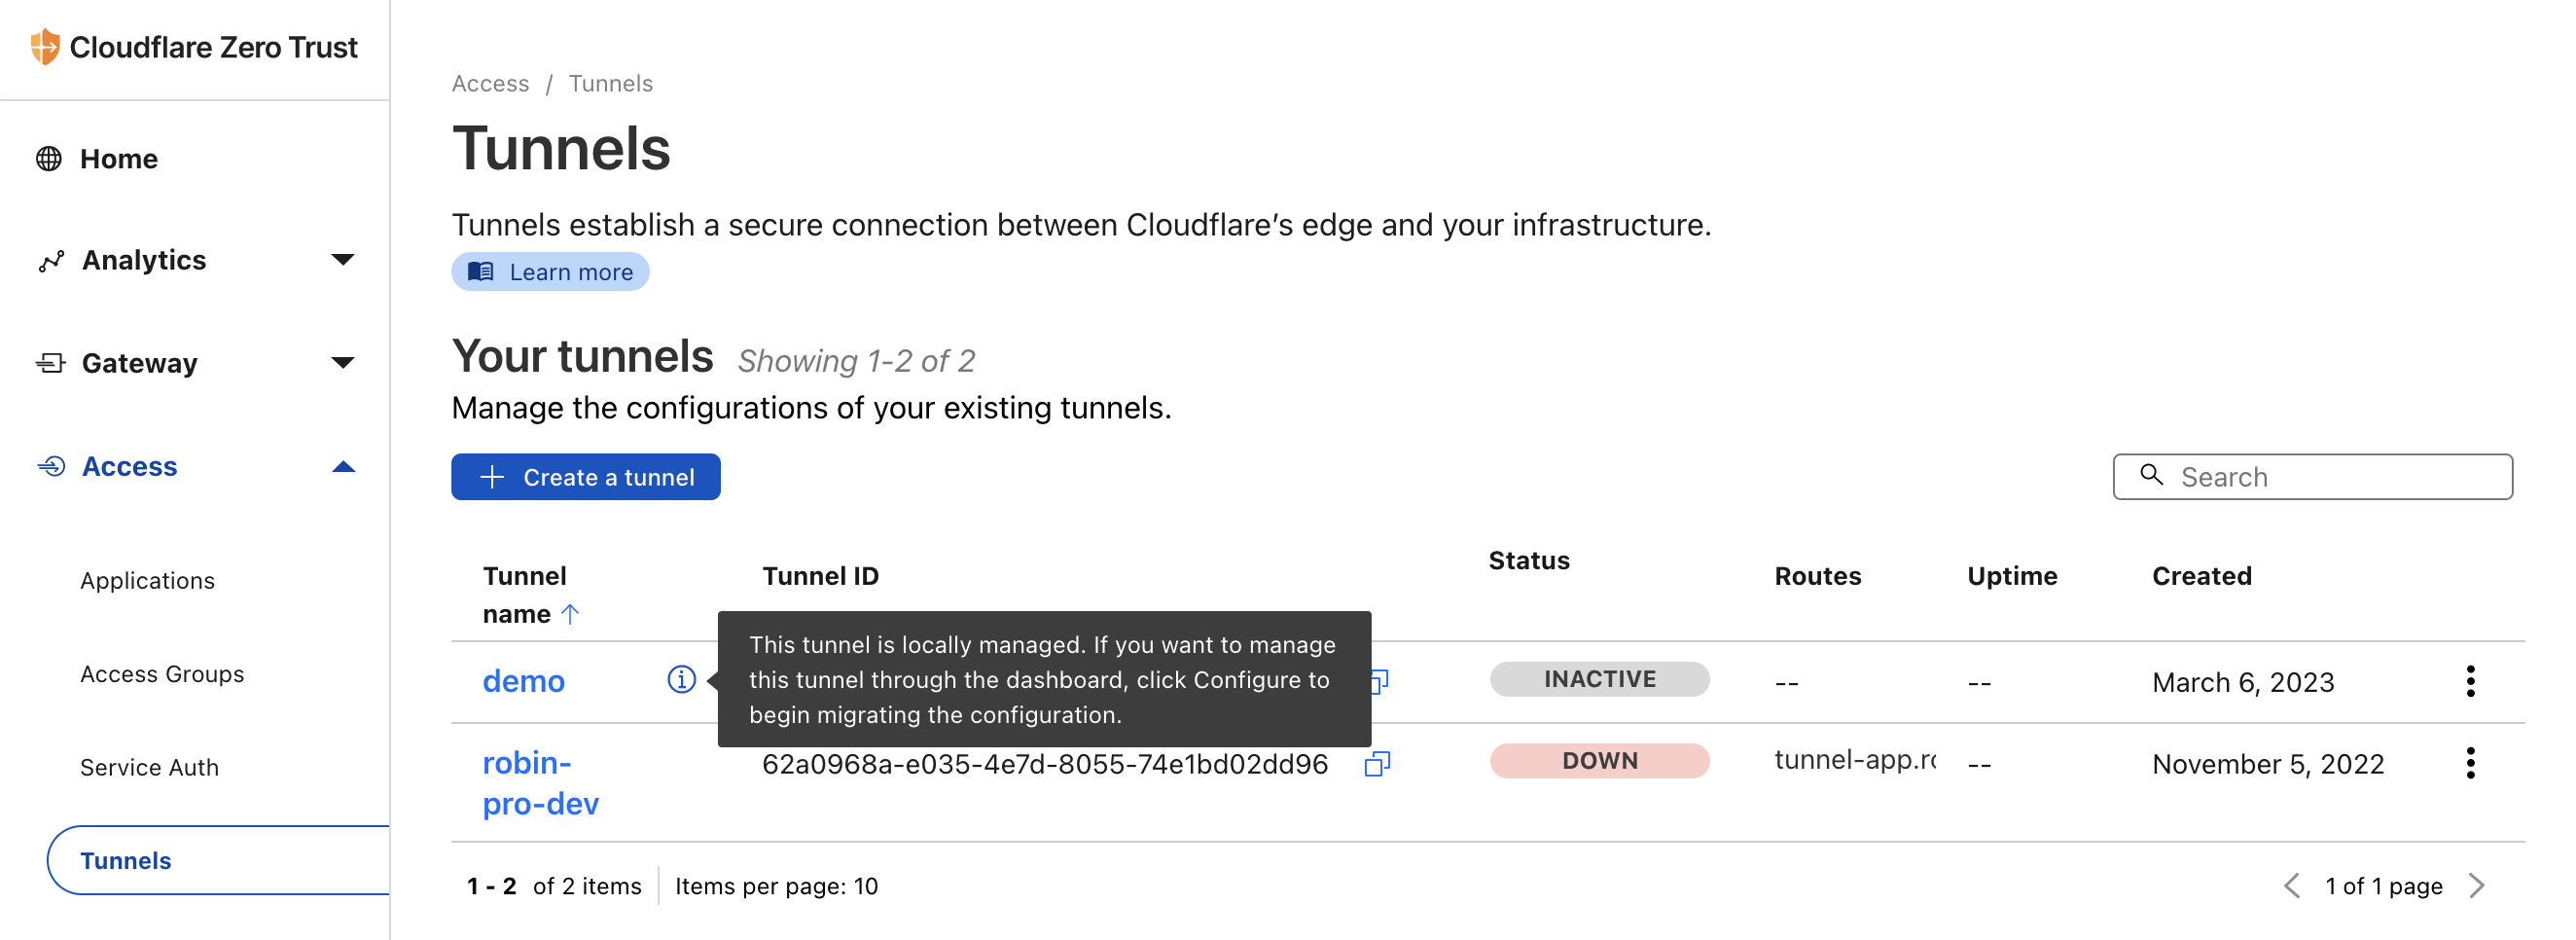 Cloudflare Zero Trust
Home
Analytics
Gateway
Access
Applications
Access Groups
Service Auth
Tunnels
Access / Tunnels
Tunnels
Tunnels establish a secure connection between Cloudflare’s edge and your infrastructure.
Learn more
Your tunnels Showing 1-2 of 2
Manage the configurations of your existing tunnels.
Create a tunnel
Search
Tunnel name Tunnel ID Status Routes Uptime Created
This tunnel is locally managed. If you want to manage
this tunnel through the dashboard, click Configure to
begin migrating the configuration.
demo INACTIVE -- -- March 6, 2023
robin-
pro-dev
62a0968a-e035-4e7d-8055-74e1bd02dd96 DOWN tunnel-app.ro -- November 5, 2022
1 - 2 of 2 items Items per page: 10
1 of 1 page